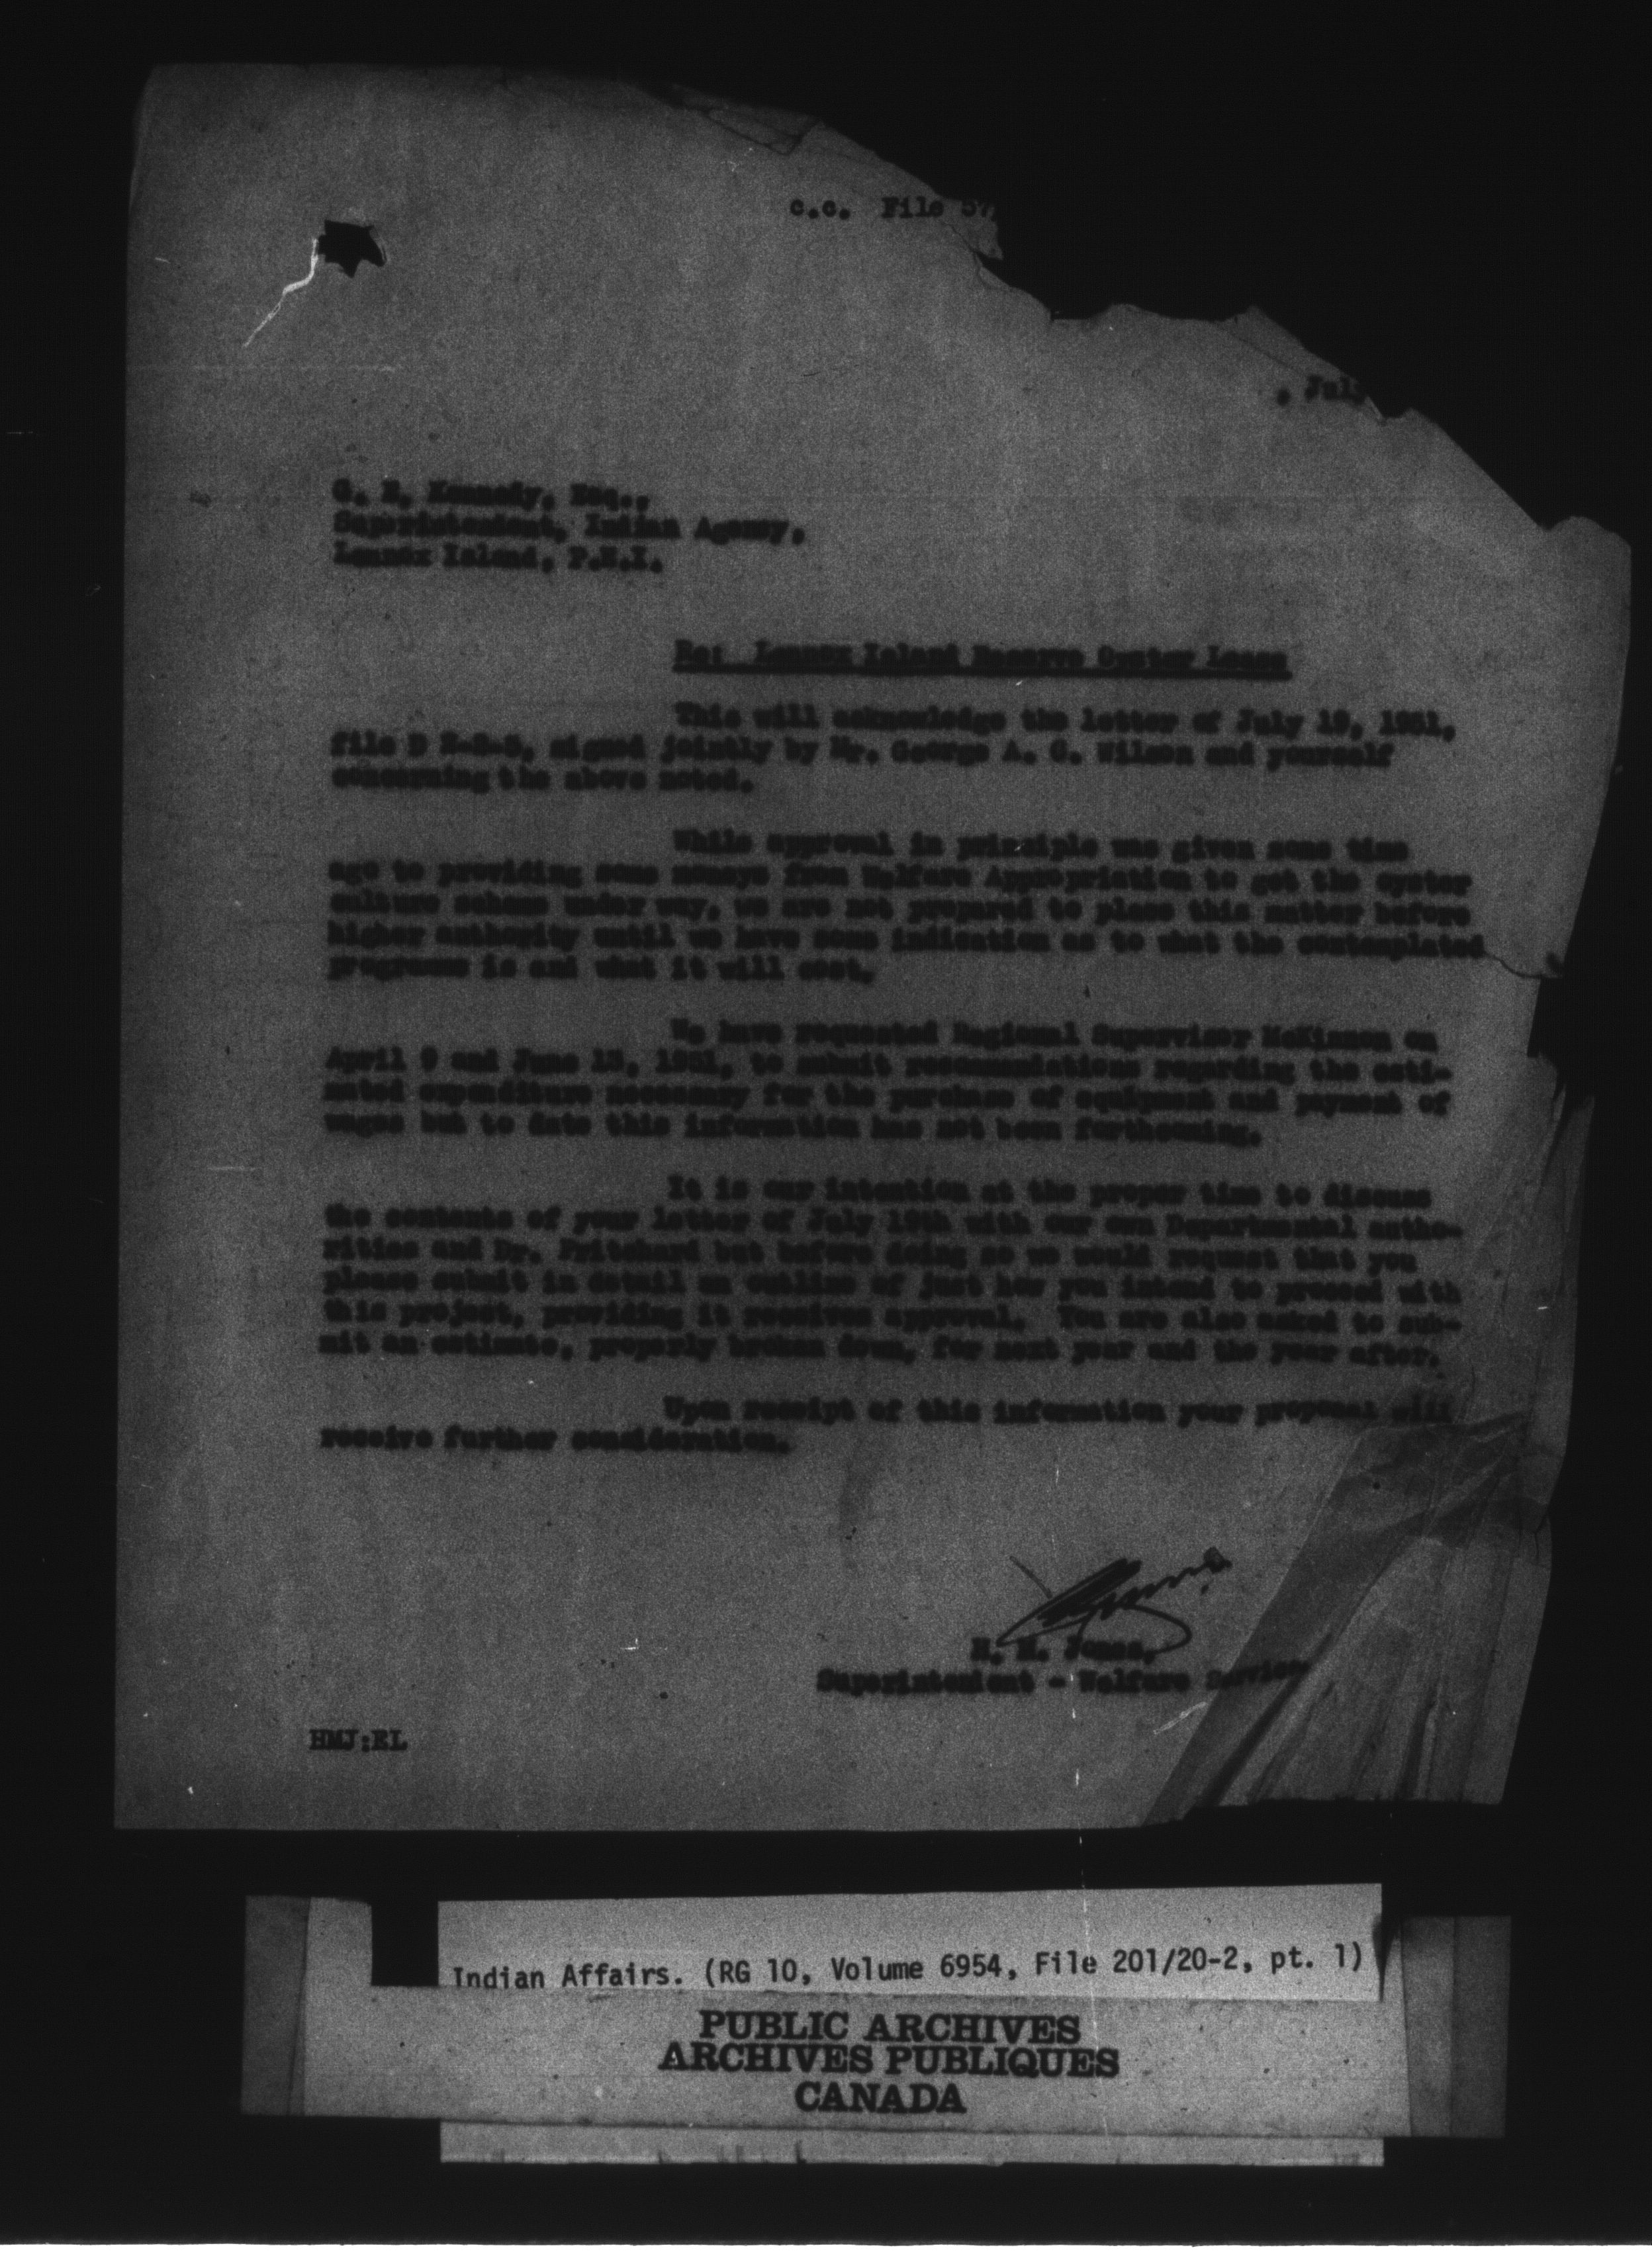 c.c. File 57
, July
G. E. Kennedy, Esq.,
Superintendent, Indian Agency,
Lennox Island, P.E.I.
Re: Lennox Island Reserve Oyster Lease
This will acknowledge the letter of July 19, 1951,
file D 2-2-3, signed jointly by Mr. George A. C. Wilson and yourself
concerning the above noted.
While approval in principle was given some time
ago to providing some moneys from Welfare Appropriation to get the oyster
culture scheme under way, we are not prepared to place this matter before
higher authority until we have some indication as to what the contemplated
programme is and what it will cost.
We have requested Regional Supervisor McKinnon on
April 9 and June 13, 1951, to submit recommendations regarding the esti-
mated expenditure necessary for the purchase of equipment and payment of
wages but to date this information has not been forthcoming.
It is our intention at the proper time to discuss
the contents of your letter of July 19th with our own Departmental autho-
rities and Dr. Pritchard but before doing so we would request that you
please submit in detail an outline of just how you intend to proceed with
this project, providing it receives approval. You are also asked to sub-
mit an estimate, properly broken down, for next year and the year after.
Upon receipt of this information your proposal will
receive further consideration.
H. M. Jones,
Superintendent - Welfare Service
HMJ:EL
Indian Affairs. (RG 10, Volume 6954, File 201/20-2, pt. 1)
PUBLIC ARCHIVES
ARCHIVES PUBLIQUES
CANADA